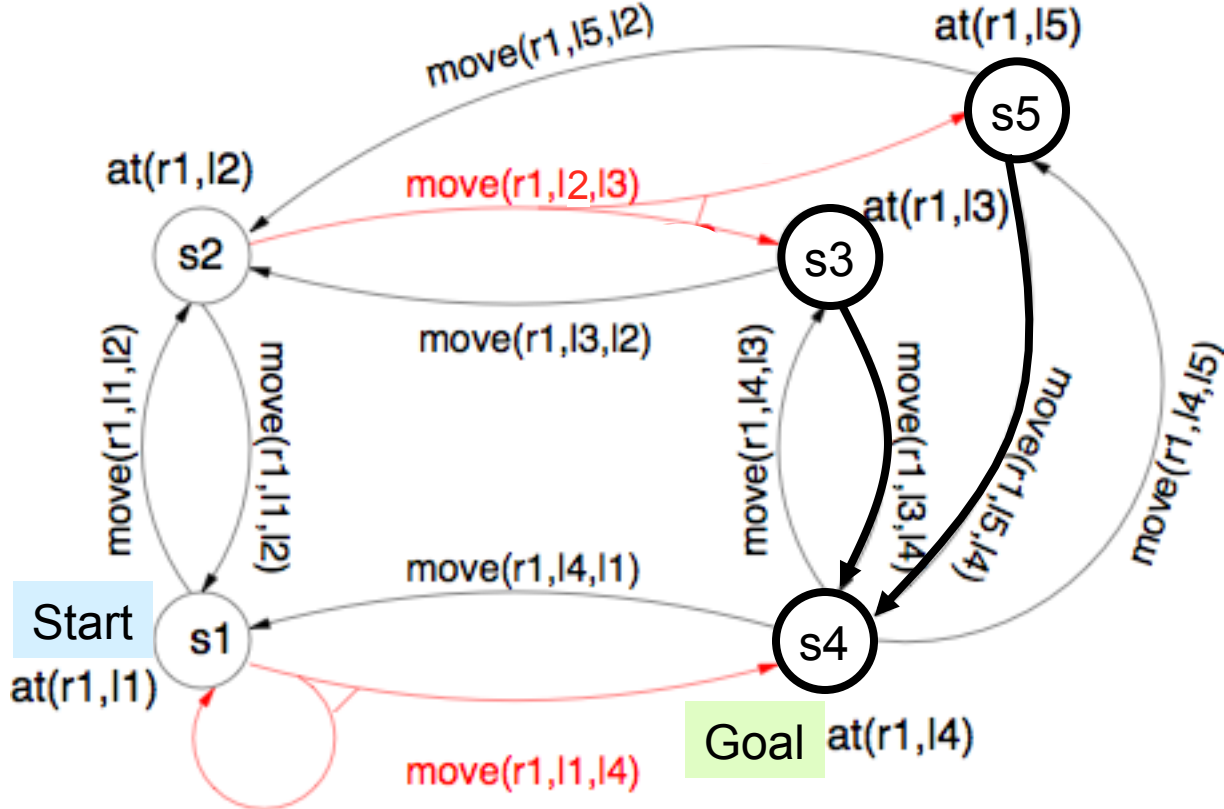 move(r1,l5,l2)
at(r1,l5)
s5
at(r1,l2)
move(r1,l2,l3)
at(r1,l3)
s2
s3
move(r1,l3,l2)
move(r1,l1,l2)
move(r1,l1,l2)
move(r1,l4,l3)
move(r1,l3,l4)
move(r1,l5,l4)
move(r1,l4,l5)
move(r1,l4,l1)
Start
s1
s4
at(r1,l1)
Goal
at(r1,l4)
move(r1,l1,l4)